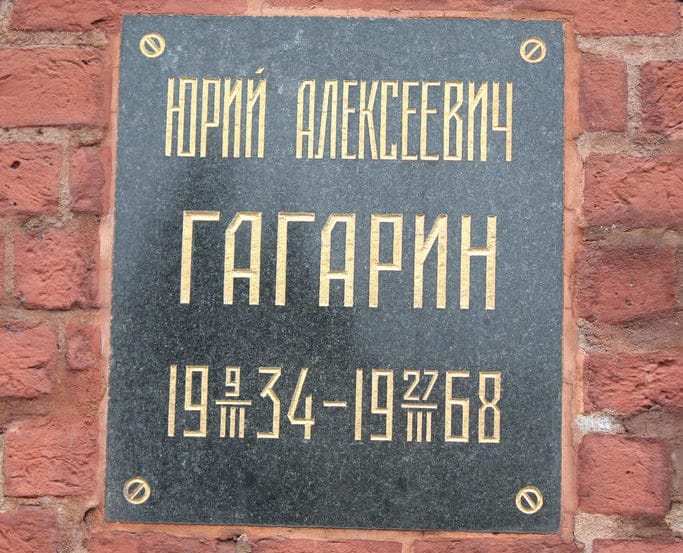 ЮРИЙ АЛЕКСЕЕВИЧ
ГАГАРИН
19 9/III 34 – 19 27/III 68